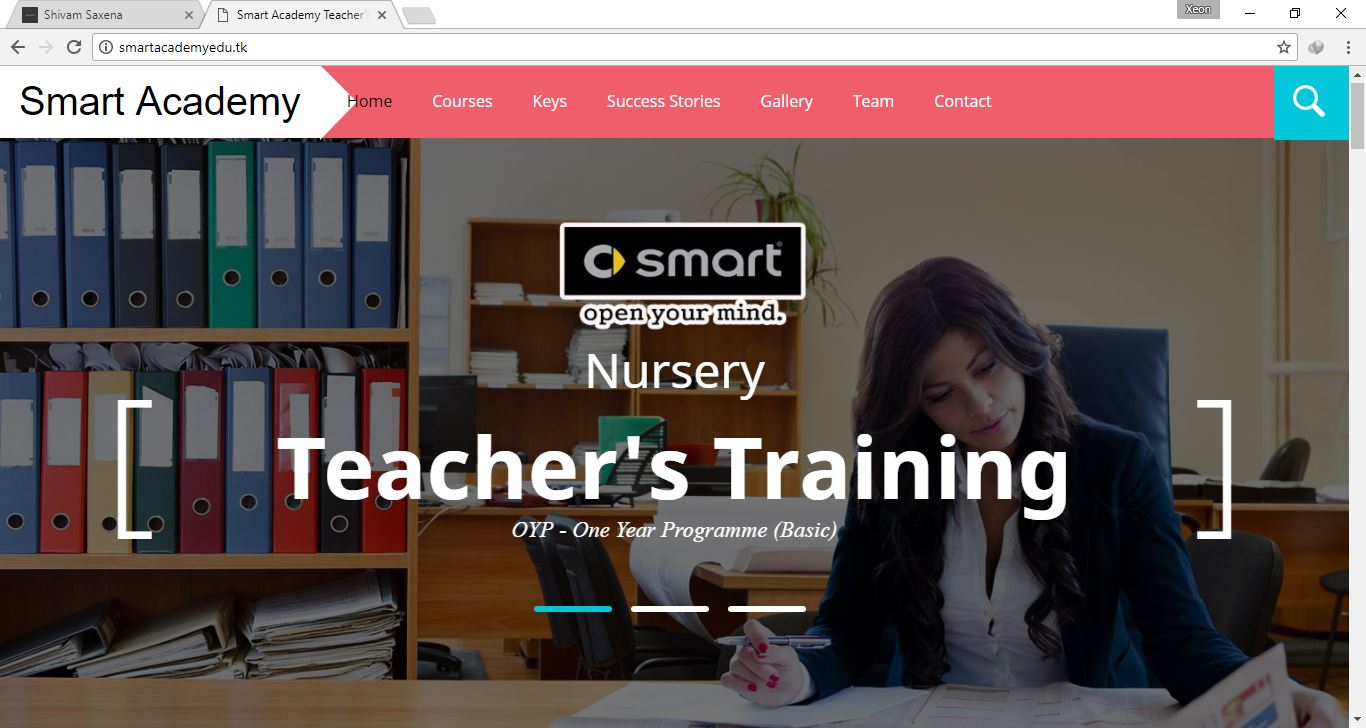 Shivam Saxena
Smart Academy Teacher's
Xeon
smartacademyedu.tk
Smart Academy
Home Courses Keys Success Stories Gallery Team Contact
smart®
open your mind.
Nursery
[ Teacher's Training ]
OYP - One Year Programme (Basic)